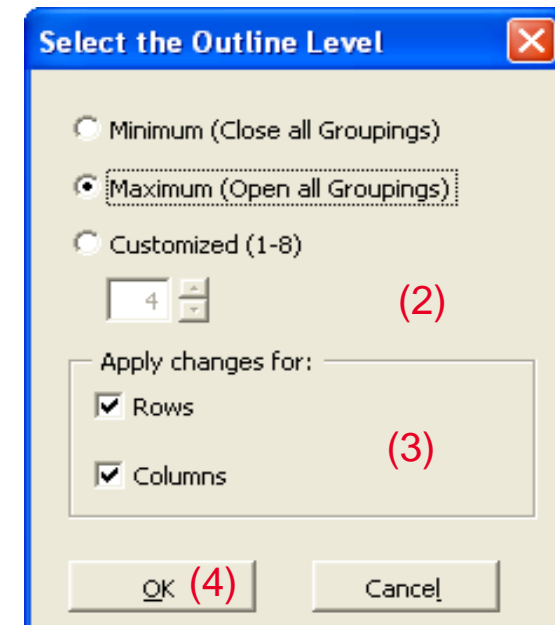 Select the Outline Level
Minimum (Close all Groupings)
Maximum (Open all Groupings)
Customized (1-8)
4
(2)
Apply changes for:
Rows
(3)
Columns
OK (4)
Cancel